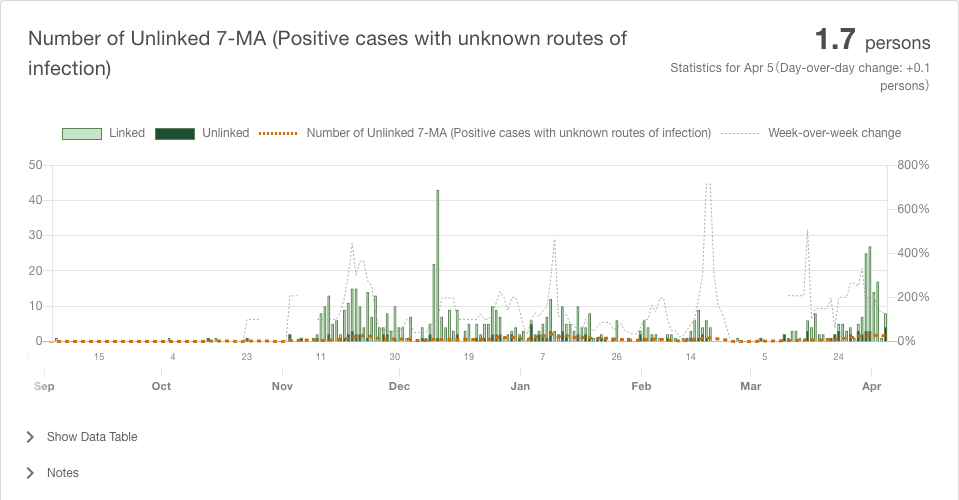 Number of Unlinked 7-MA (Positive cases with unknown routes of
infection)
1.7 persons
Statistics for Apr 5(Day-over-day change: +0.1
persons)
Linked
Unlinked
Number of Unlinked 7-MA (Positive cases with unknown routes of infection)
Week-over-week change
50
40
30
20
10
0
800%
600%
400%
200%
0%
15 4 23 11 30 19 7 26 14 5 24
Sep Oct Nov Dec Jan Feb Mar Apr
Show Data Table
Notes